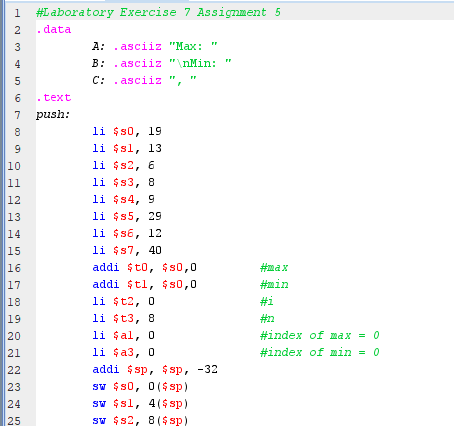 1 #Laboratory Exercise 7 Assignment 5
2 .data
3 A: .asciiz "Max: "
4 B: .asciiz "\nMin: "
5 C: .asciiz ", "
6 .text
7 push:
8 li $s0, 19
9 li $s1, 13
10 li $s2, 6
11 li $s3, 8
12 li $s4, 9
13 li $s5, 29
14 li $s6, 12
15 li $s7, 40
16 addi $t0, $s0,0 #max
17 addi $t1, $s0,0 #min
18 li $t2, 0 #i
19 li $t3, 8 #n
20 li $a1, 0 #index of max = 0
21 li $a3, 0 #index of min = 0
22 addi $sp, $sp, -32
23 sw $s0, 0($sp)
24 sw $s1, 4($sp)
25 sw $s2, 8($sp)